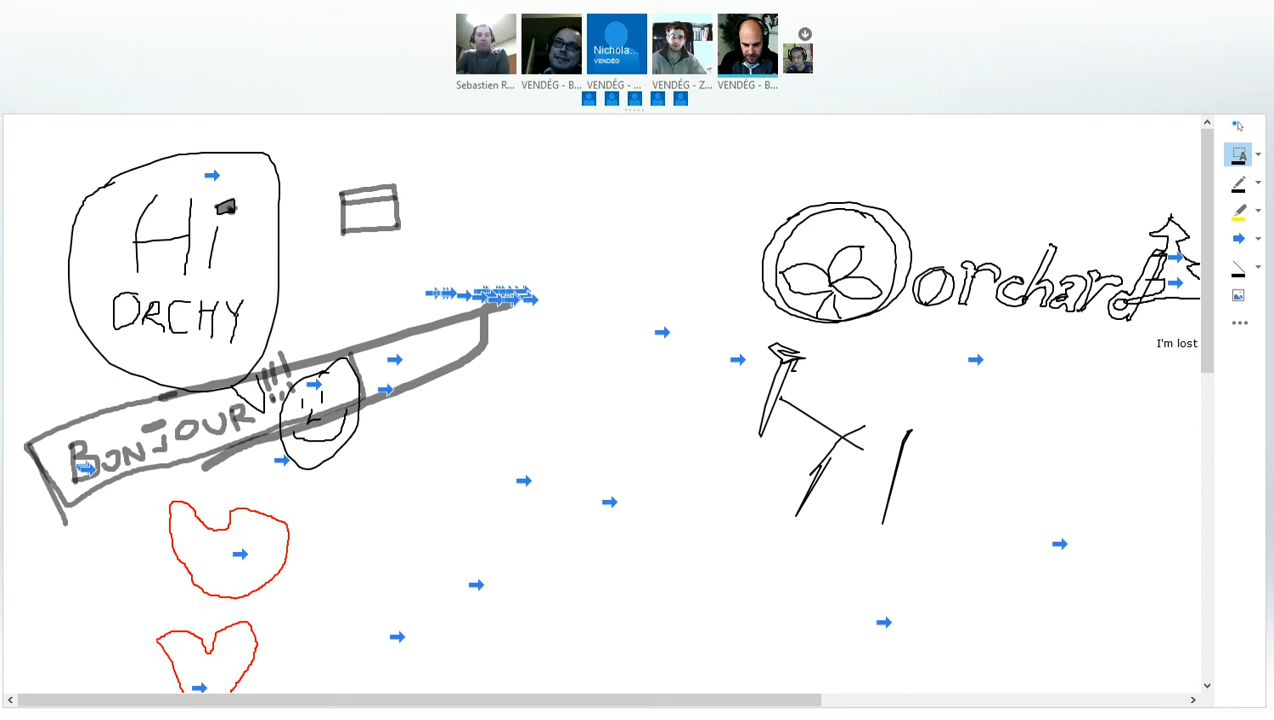 Nichola...
VENDÉG
Sebastien R...
VENDÉG - B...
VENDÉG - ...
VENDÉG - Z...
VENDÉG - B...
Hi
ORCHY
!!!
BONJOUR
orchard
I'm lost